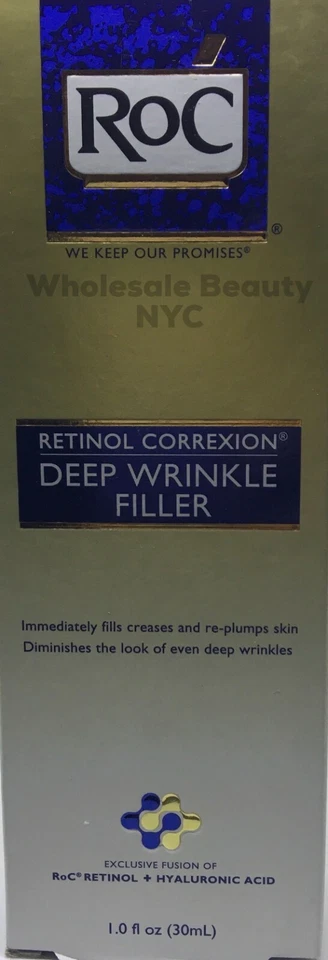 RoC
®
WE KEEP OUR PROMISES®
Wholesale Beauty
NYC
RETINOL CORREXION®
DEEP WRINKLE
FILLER
Immediately fills creases and re-plumps skin
Diminishes the look of even deep wrinkles
EXCLUSIVE FUSION OF
RoC® RETINOL + HYALURONIC ACID
1.0 fl oz (30mL)